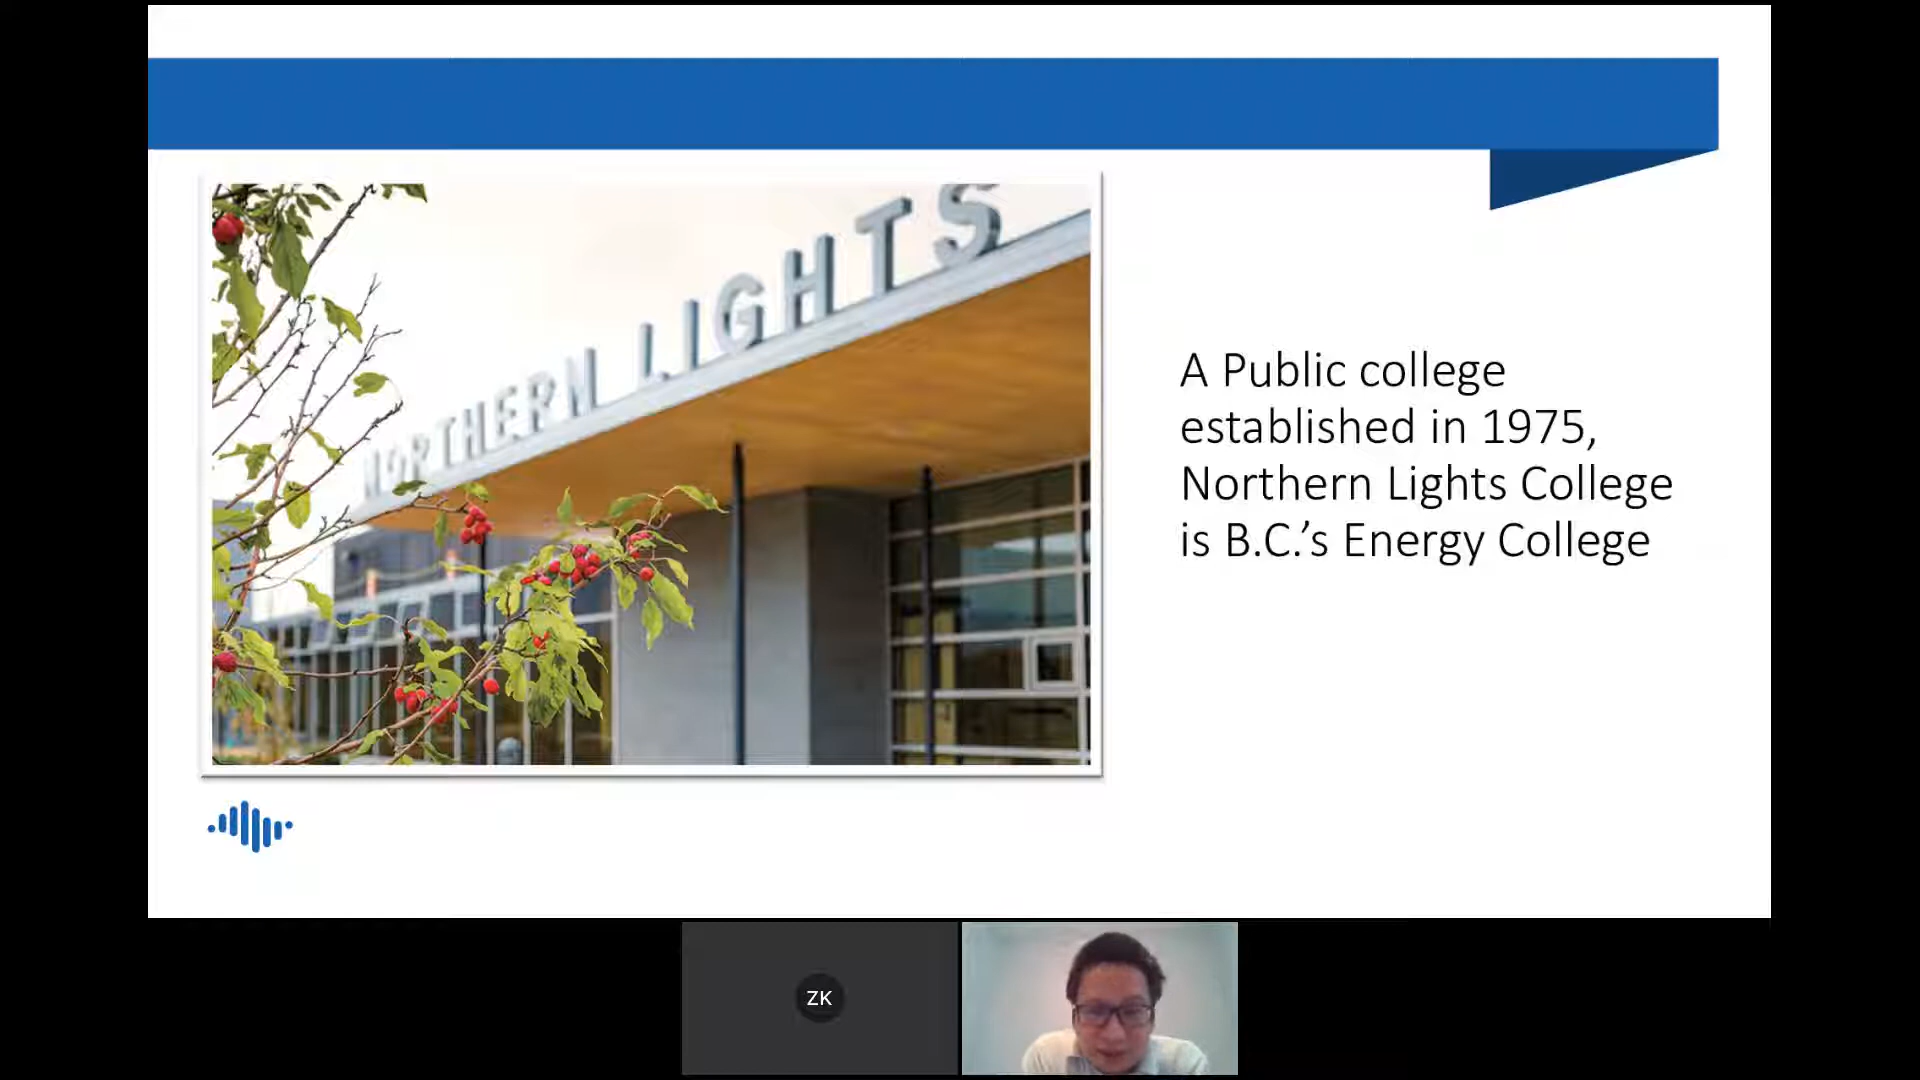 NORTHERN LIGHTS
A Public college
established in 1975,
Northern Lights College
is B.C.'s Energy College
ZK